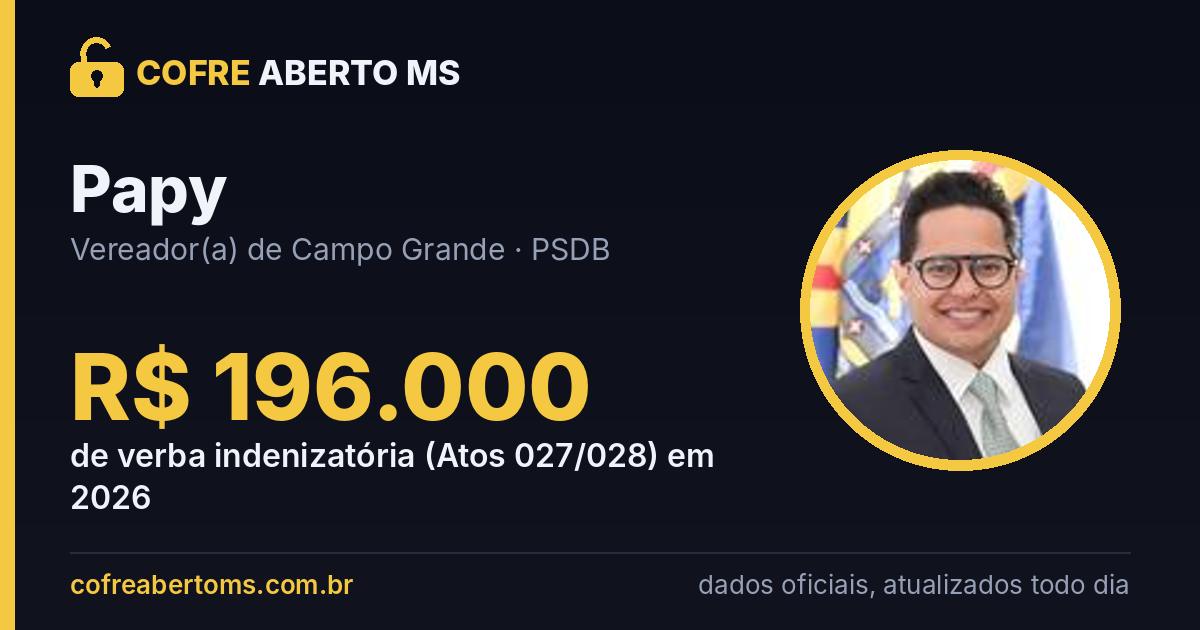 COFRE ABERTO MS
Papy
Vereador(a) de Campo Grande · PSDB
R$ 196.000
de verba indenizatória (Atos 027/028) em
2026
cofreabertoms.com.br
dados oficiais, atualizados todo dia